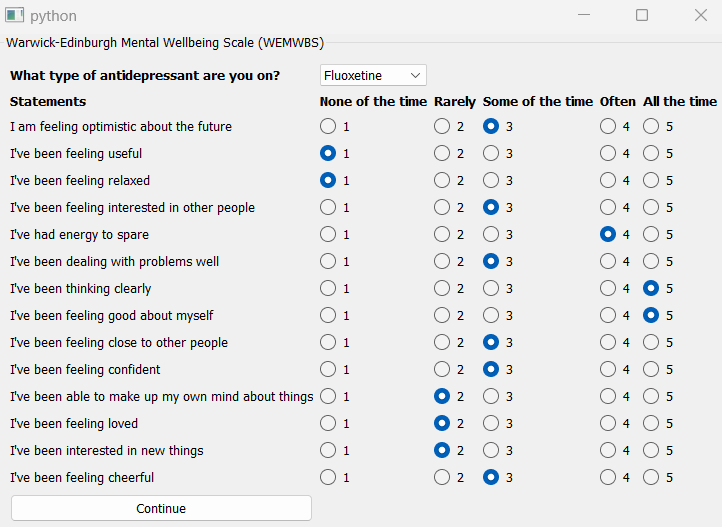 python
Warwick-Edinburgh Mental Wellbeing Scale (WEMWBS)
What type of antidepressant are you on? Fluoxetine
Statements None of the time Rarely Some of the time Often All the time
I am feeling optimistic about the future 1 2 3 4 5
I've been feeling useful 1 2 3 4 5
I've been feeling relaxed 1 2 3 4 5
I've been feeling interested in other people 1 2 3 4 5
I've had energy to spare 1 2 3 4 5
I've been dealing with problems well 1 2 3 4 5
I've been thinking clearly 1 2 3 4 5
I've been feeling good about myself 1 2 3 4 5
I've been feeling close to other people 1 2 3 4 5
I've been feeling confident 1 2 3 4 5
I've been able to make up my own mind about things 1 2 3 4 5
I've been feeling loved 1 2 3 4 5
I've been interested in new things 1 2 3 4 5
I've been feeling cheerful 1 2 3 4 5
Continue